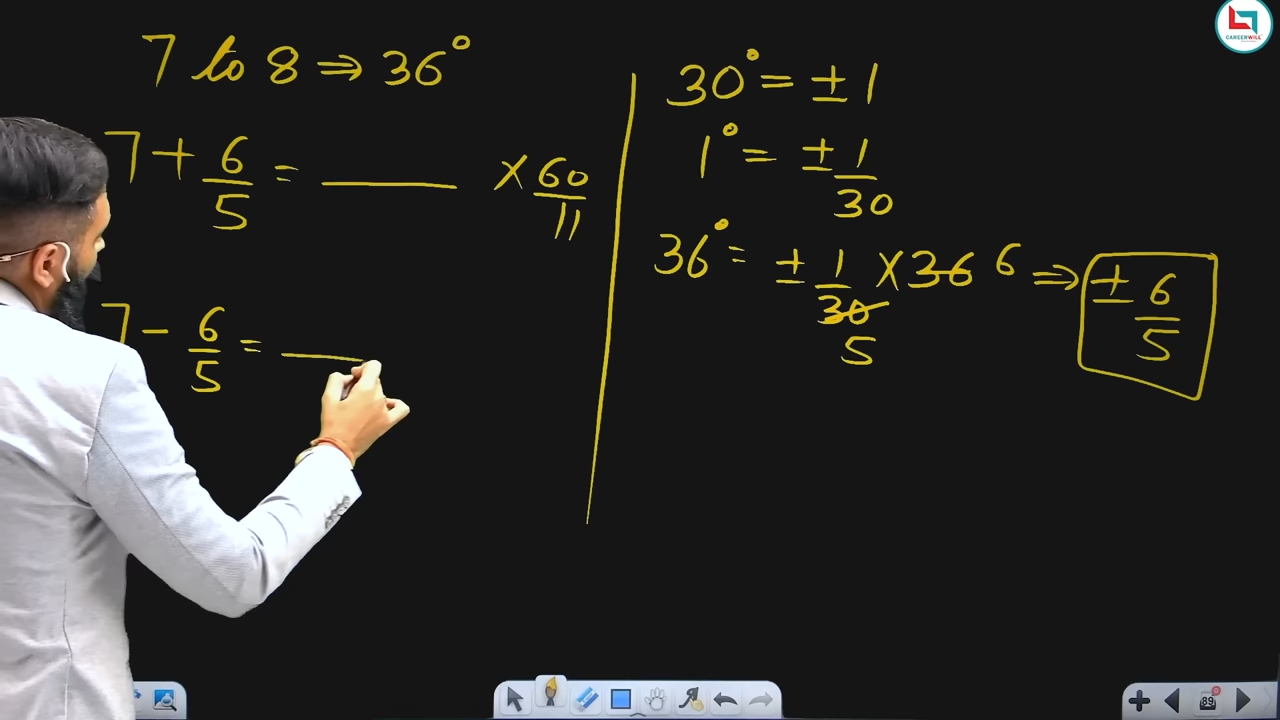 7 to 8 ⇒ 36°
7 + 6/5 = ____ × 60/11
7 − 6/5 = ____
30° = ± 1
1° = ± 1/30
36° = ± 1/30 × 36 6 ⇒ ± 6/5
5
CAREERWILL
89